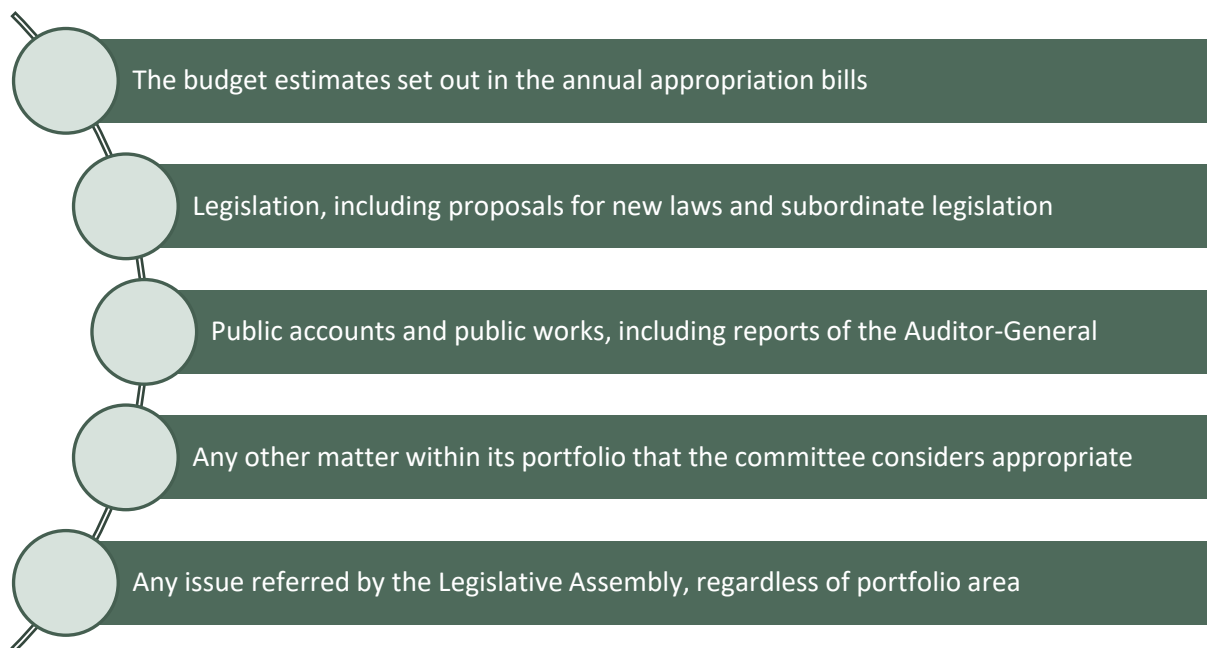 The budget estimates set out in the annual appropriation bills
Legislation, including proposals for new laws and subordinate legislation
Public accounts and public works, including reports of the Auditor-General
Any other matter within its portfolio that the committee considers appropriate
Any issue referred by the Legislative Assembly, regardless of portfolio area